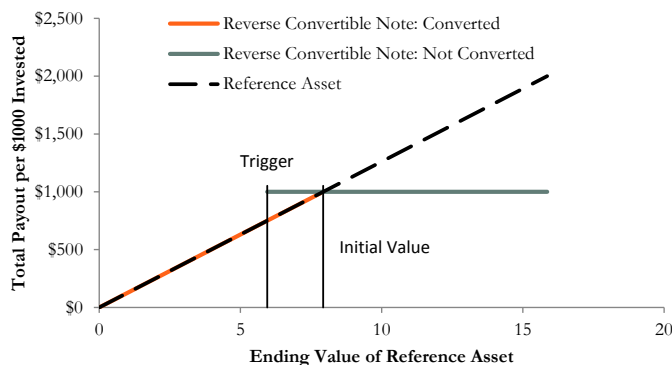 Total Payout per $1000 Invested
$2,500
$2,000
$1,500
$1,000
$500
$0
Reverse Convertible Note: Converted
Reverse Convertible Note: Not Converted
Reference Asset
Trigger
Initial Value
0 5 10 15 20
Ending Value of Reference Asset